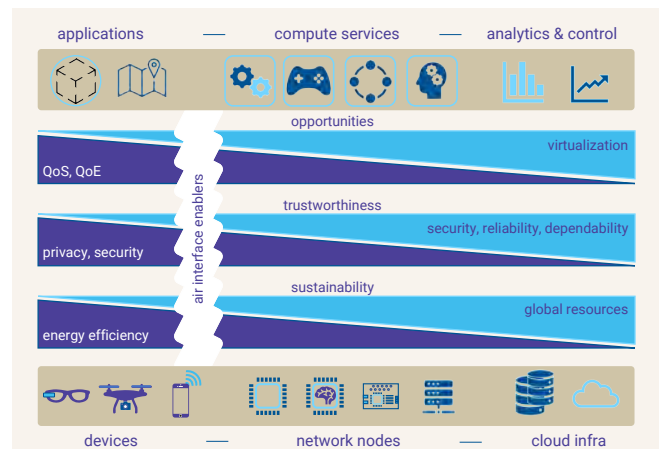 applications — compute services — analytics & control
opportunities
virtualization
QoS, QoE
air interface enablers
trustworthiness
security, reliability, dependability
privacy, security
sustainability
global resources
energy efficiency
devices — network nodes — cloud infra